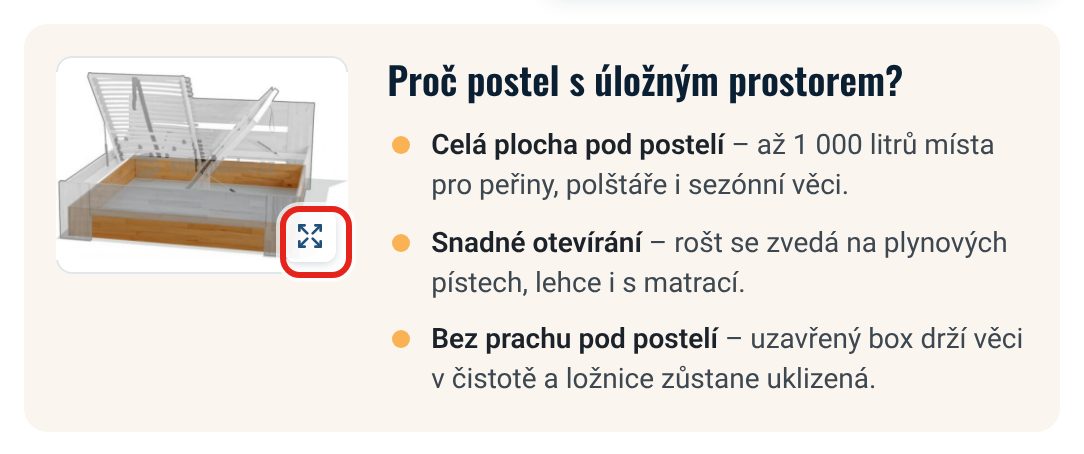 Proč postel s úložným prostorem?
Celá plocha pod postelí – až 1 000 litrů místa
pro peřiny, polštáře i sezónní věci.
Snadné otevírání – rošt se zvedá na plynových
pístech, lehce i s matrací.
Bez prachu pod postelí – uzavřený box drží věci
v čistotě a ložnice zůstane uklizená.